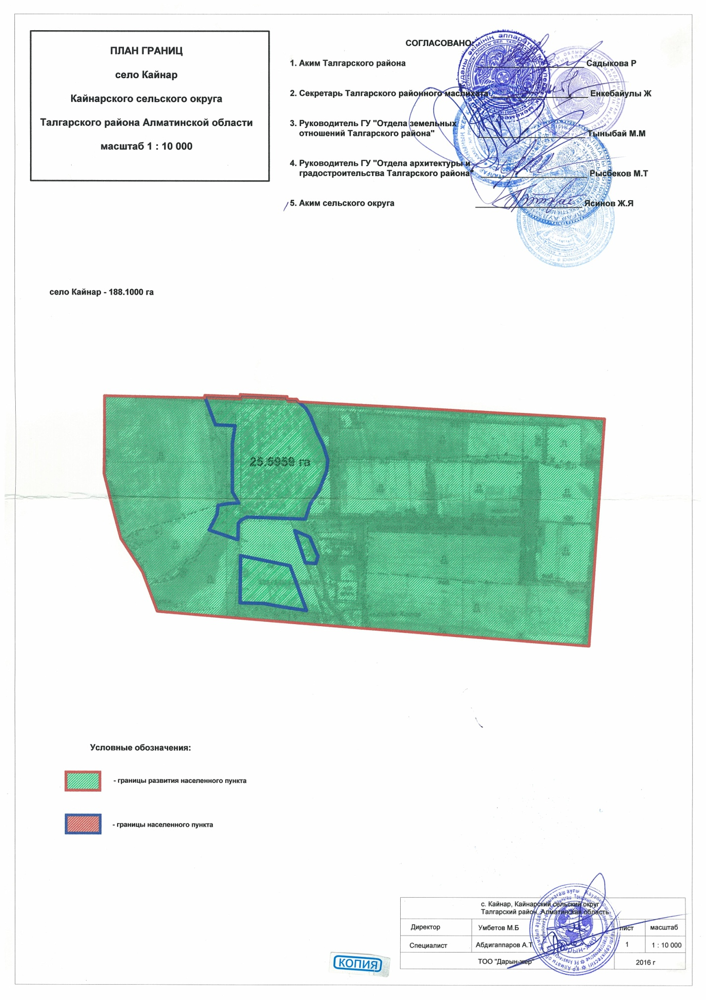 ПЛАН ГРАНИЦ
село Кайнар
Кайнарского сельского округа
Талгарского района Алматинской области
масштаб 1 : 10 000
СОГЛАСОВАНО:
1. Аким Талгарского района Садыкова Р
2. Секретарь Талгарского районного маслихата Енкебайулы Ж
3. Руководитель ГУ "Отдела земельных
отношений Талгарского района" Тыныбай М.М
4. Руководитель ГУ "Отдела архитектуры и
градостроительства Талгарского района" Рысбеков М.Т
5. Аким сельского округа Ясинов Ж.Я
село Кайнар - 188.1000 га
га
Условные обозначения:
- границы развития населенного пункта
- границы населенного пункта
с. Кайнар, Кайнарский сельский округ
Талгарский район, Алматинская область
Директор Умбетов М.Б лист масштаб
Специалист Абдигаппаров А.Т 1 1 : 10 000
ТОО "Дарын-жер" 2016 г
КОПИЯ